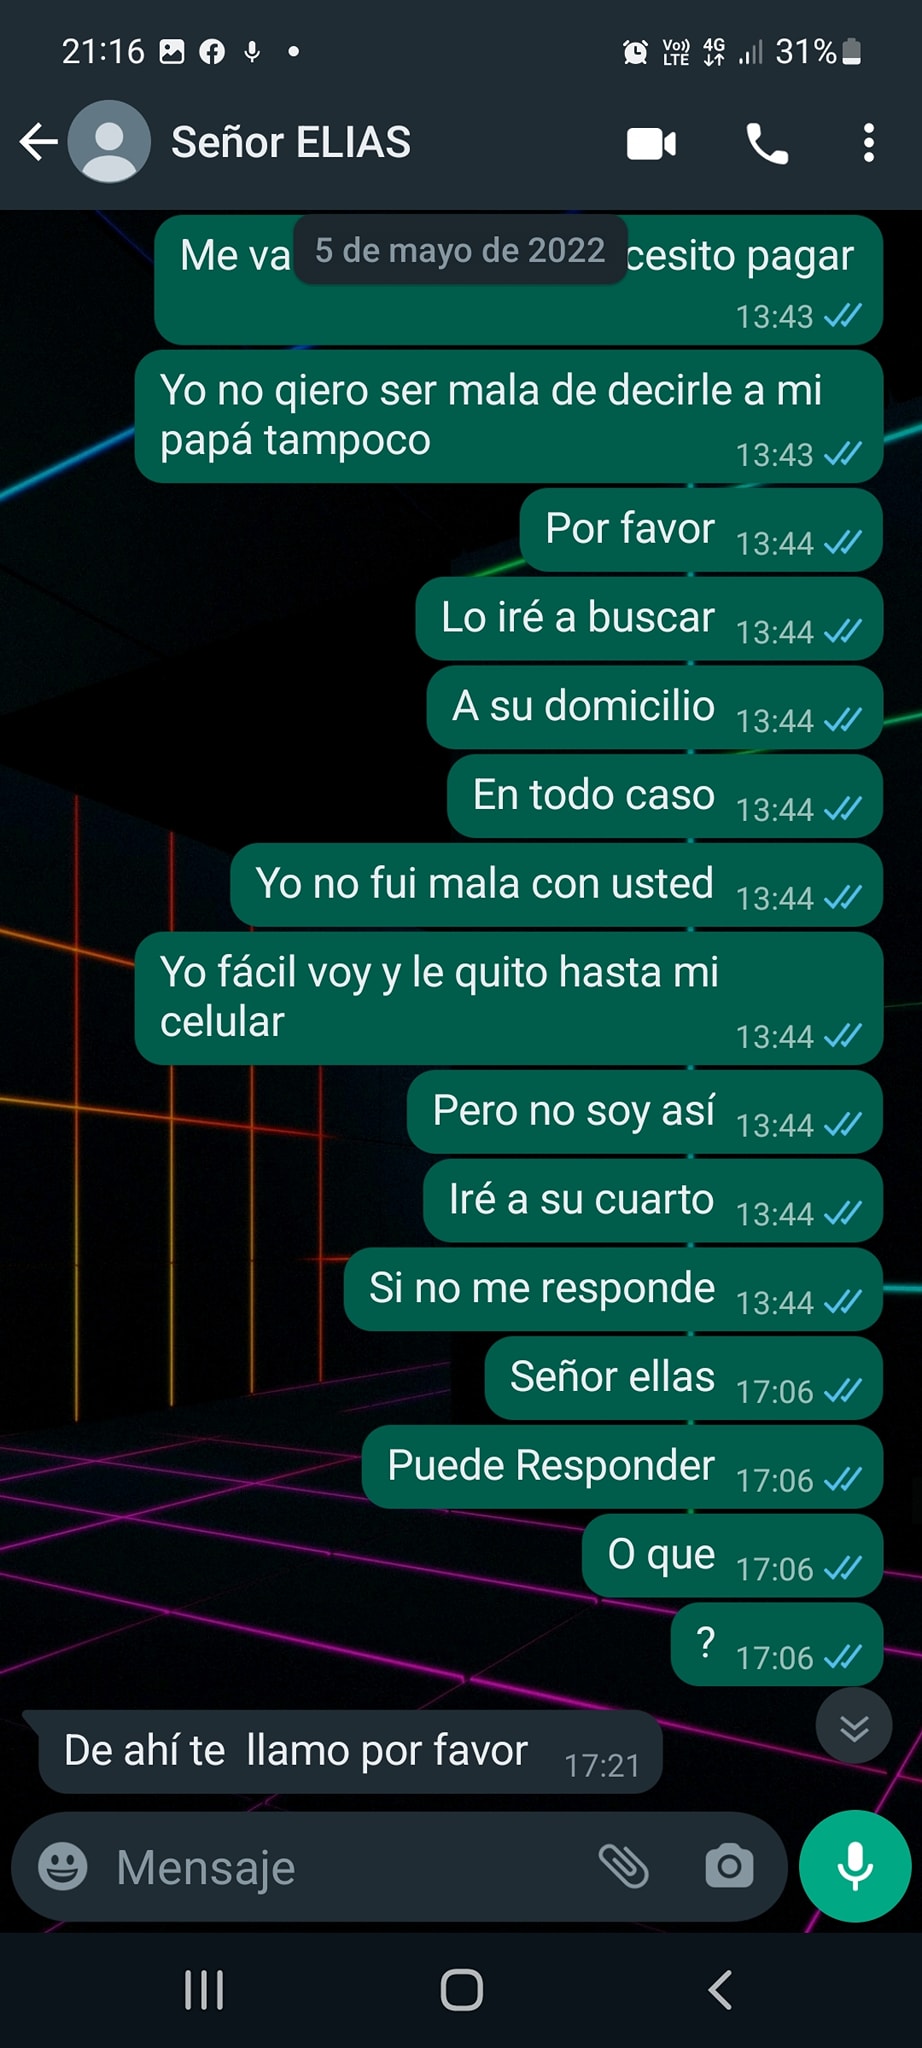 21:16
Vo)) LTE 4G 31%
Señor ELIAS
5 de mayo de 2022
Me va cesito pagar
13:43
Yo no qiero ser mala de decirle a mi
papá tampoco 13:43
Por favor 13:44
Lo iré a buscar 13:44
A su domicilio 13:44
En todo caso 13:44
Yo no fui mala con usted 13:44
Yo fácil voy y le quito hasta mi
celular 13:44
Pero no soy así 13:44
Iré a su cuarto 13:44
Si no me responde 13:44
Señor ellas 17:06
Puede Responder 17:06
O que 17:06
? 17:06
De ahí te llamo por favor 17:21
Mensaje